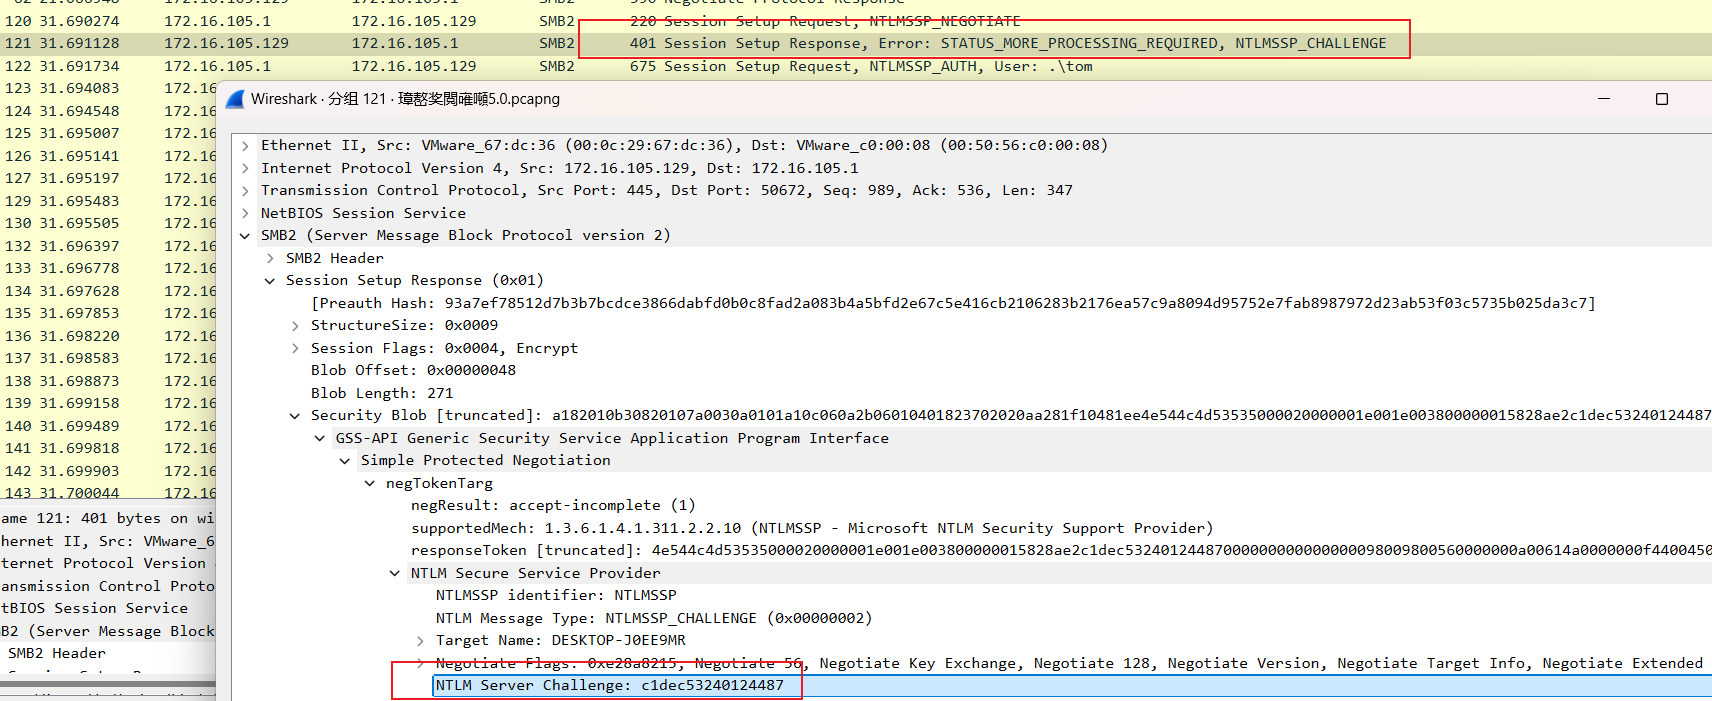 120 31.690274 172.16.105.1 172.16.105.129 SMB2 220 Session Setup Request, NTLMSSP_NEGOTIATE
121 31.691128 172.16.105.129 172.16.105.1 SMB2 401 Session Setup Response, Error: STATUS_MORE_PROCESSING_REQUIRED, NTLMSSP_CHALLENGE
122 31.691734 172.16.105.1 172.16.105.129 SMB2 675 Session Setup Request, NTLMSSP_AUTH, User: .\tom
123 31.694083 172.16
124 31.694548 172.16
125 31.695007 172.16
126 31.695141 172.16
127 31.695197 172.16
129 31.695483 172.16
130 31.695505 172.16
132 31.696397 172.16
133 31.696778 172.16
134 31.697628 172.16
135 31.697853 172.16
136 31.698220 172.16
137 31.698583 172.16
138 31.698873 172.16
139 31.699158 172.16
140 31.699489 172.16
141 31.699818 172.16
142 31.699903 172.16
143 31.700044 172.16
ame 121: 401 bytes on wi
hernet II, Src: VMware_6
ternet Protocol Version
ansmission Control Proto
tBIOS Session Service
B2 (Server Message Block
SMB2 Header
Wireshark · 分组 121 · 5.0.pcapng
Ethernet II, Src: VMware_67:dc:36 (00:0c:29:67:dc:36), Dst: VMware_c0:00:08 (00:50:56:c0:00:08)
Internet Protocol Version 4, Src: 172.16.105.129, Dst: 172.16.105.1
Transmission Control Protocol, Src Port: 445, Dst Port: 50672, Seq: 989, Ack: 536, Len: 347
NetBIOS Session Service
SMB2 (Server Message Block Protocol version 2)
SMB2 Header
Session Setup Response (0x01)
[Preauth Hash: 93a7ef78512d7b3b7bcdce3866dabfd0b0c8fad2a083b4a5bfd2e67c5e416cb2106283b2176ea57c9a8094d95752e7fab8987972d23ab53f03c5735b025da3c7]
StructureSize: 0x0009
Session Flags: 0x0004, Encrypt
Blob Offset: 0x00000048
Blob Length: 271
Security Blob [truncated]: a182010b30820107a0030a0101a10c060a2b06010401823702020aa281f10481ee4e544c4d53535000020000001e001e003800000015828ae2c1dec53240124487
GSS-API Generic Security Service Application Program Interface
Simple Protected Negotiation
negTokenTarg
negResult: accept-incomplete (1)
supportedMech: 1.3.6.1.4.1.311.2.2.10 (NTLMSSP - Microsoft NTLM Security Support Provider)
responseToken [truncated]: 4e544c4d53535000020000001e001e003800000015828ae2c1dec53240124487000000000000000098009800560000000a00614a0000000f4400450
NTLM Secure Service Provider
NTLMSSP identifier: NTLMSSP
NTLM Message Type: NTLMSSP_CHALLENGE (0x00000002)
Target Name: DESKTOP-J0EE9MR
Negotiate Flags: 0xe28a8215, Negotiate 56, Negotiate Key Exchange, Negotiate 128, Negotiate Version, Negotiate Target Info, Negotiate Extended
NTLM Server Challenge: c1dec53240124487